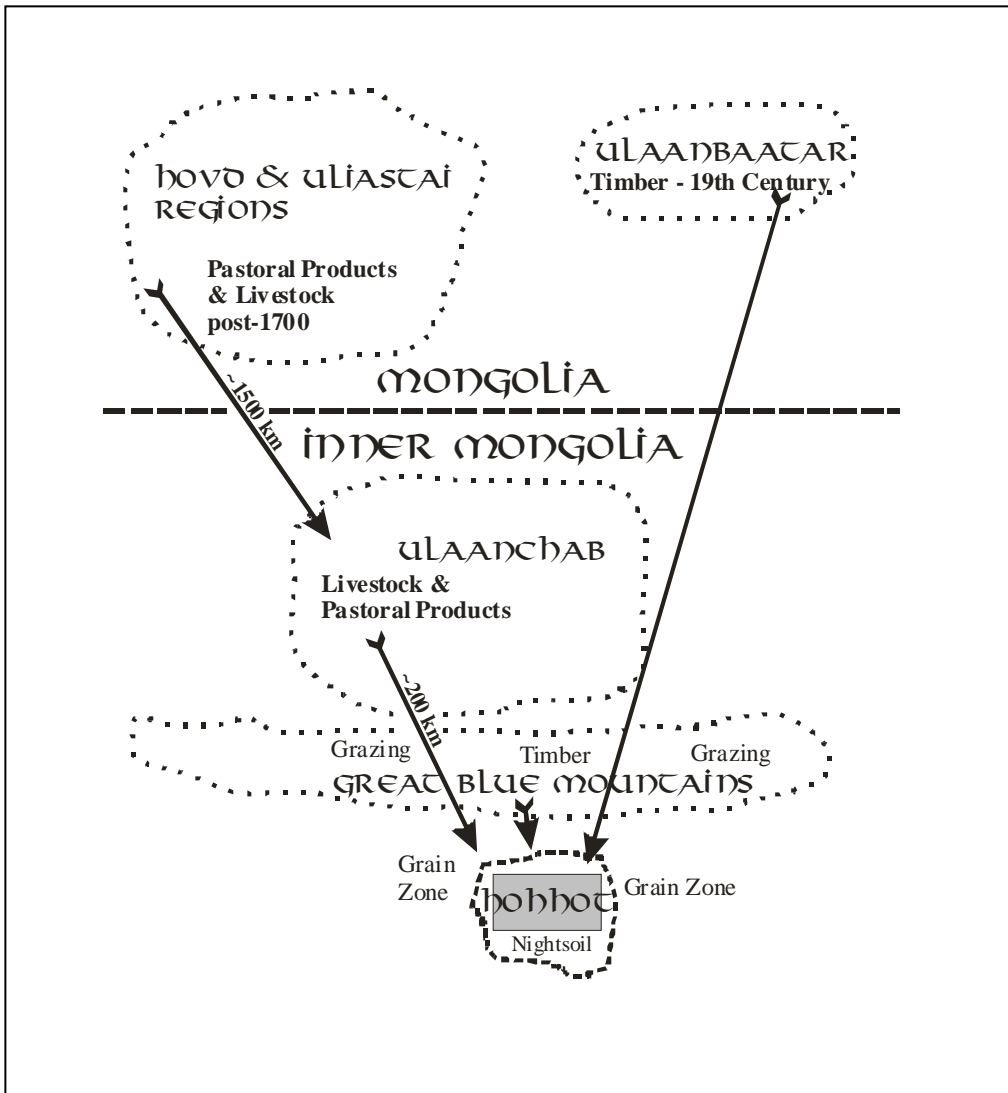 HOVD & ULIASTAI
REGIONS
Pastoral Products
& Livestock
post-1700
ULAANBAATAR
Timber - 19th Century
~1500 km
MONGOLIA
INNER MONGOLIA
ULAANCHAB
Livestock &
Pastoral Products
~200 km
Grazing
Timber
Grazing
GREAT BLUE MOUNTAINS
Grain
Zone
HOHHOT
Grain Zone
Nightsoil